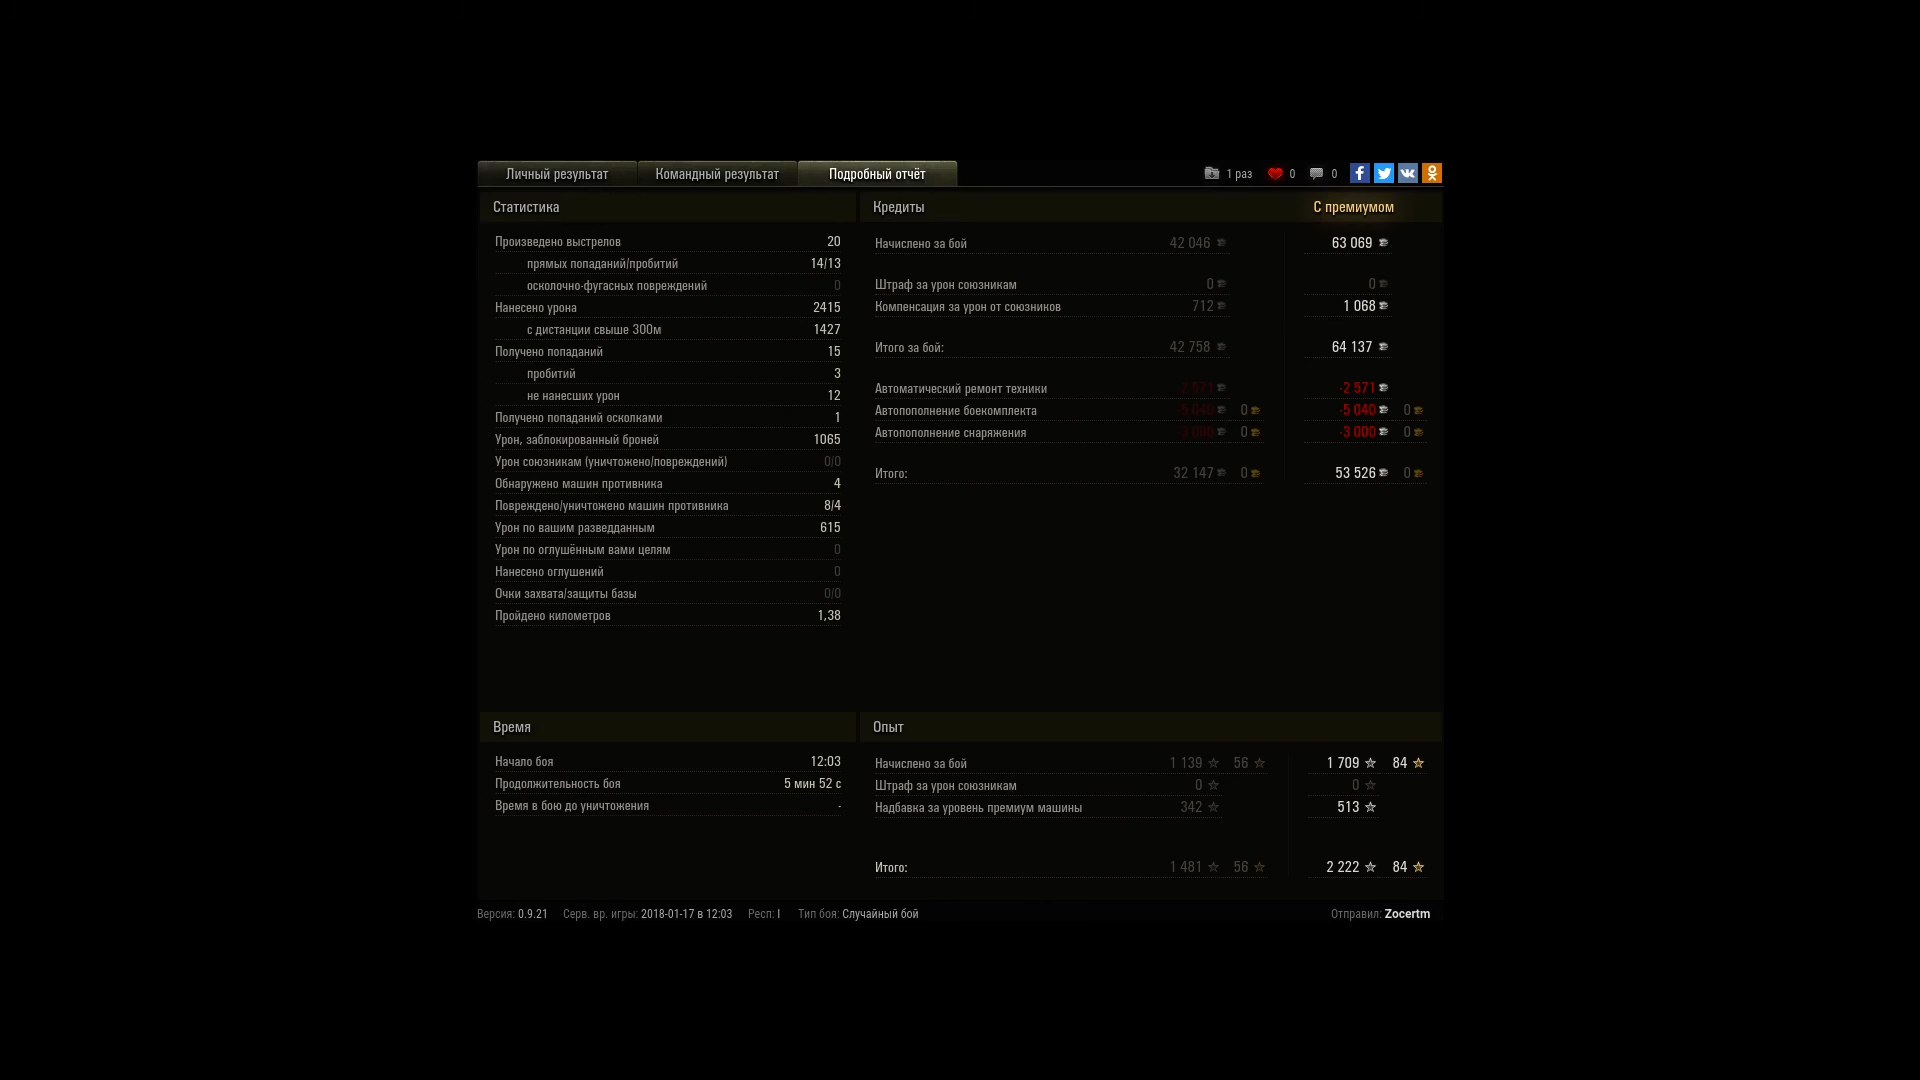 Личный результат Командный результат Подробный отчёт 1 раз 0 0
Статистика
Произведено выстрелов 20
прямых попаданий/пробитий 14/13
осколочно-фугасных повреждений 0
Нанесено урона 2415
с дистанции свыше 300м 1427
Получено попаданий 15
пробитий 3
не нанесших урон 12
Получено попаданий осколками 1
Урон, заблокированный броней 1065
Урон союзникам (уничтожено/повреждений) 0/0
Обнаружено машин противника 4
Повреждено/уничтожено машин противника 8/4
Урон по вашим разведданным 615
Урон по оглушённым вами целям 0
Нанесено оглушений 0
Очки захвата/защиты базы 0/0
Пройдено километров 1,38
Кредиты С премиумом
Начислено за бой 42 046 63 069
Штраф за урон союзникам 0 0
Компенсация за урон от союзников 712 1 068
Итого за бой: 42 758 64 137
Автоматический ремонт техники -2 571 -2 571
Автопополнение боекомплекта -5 040 0 -5 040 0
Автопополнение снаряжения -3 000 0 -3 000 0
Итого: 32 147 0 53 526 0
Время
Начало боя 12:03
Продолжительность боя 5 мин 52 с
Время в бою до уничтожения -
Опыт
Начислено за бой 1 139 56 1 709 84
Штраф за урон союзникам 0 0
Надбавка за уровень премиум машины 342 513
Итого: 1 481 56 2 222 84
Версия: 0.9.21 Серв. вр. игры: 2018-01-17 в 12:03 Респ: I Тип боя: Случайный бой Отправил: Zocertm